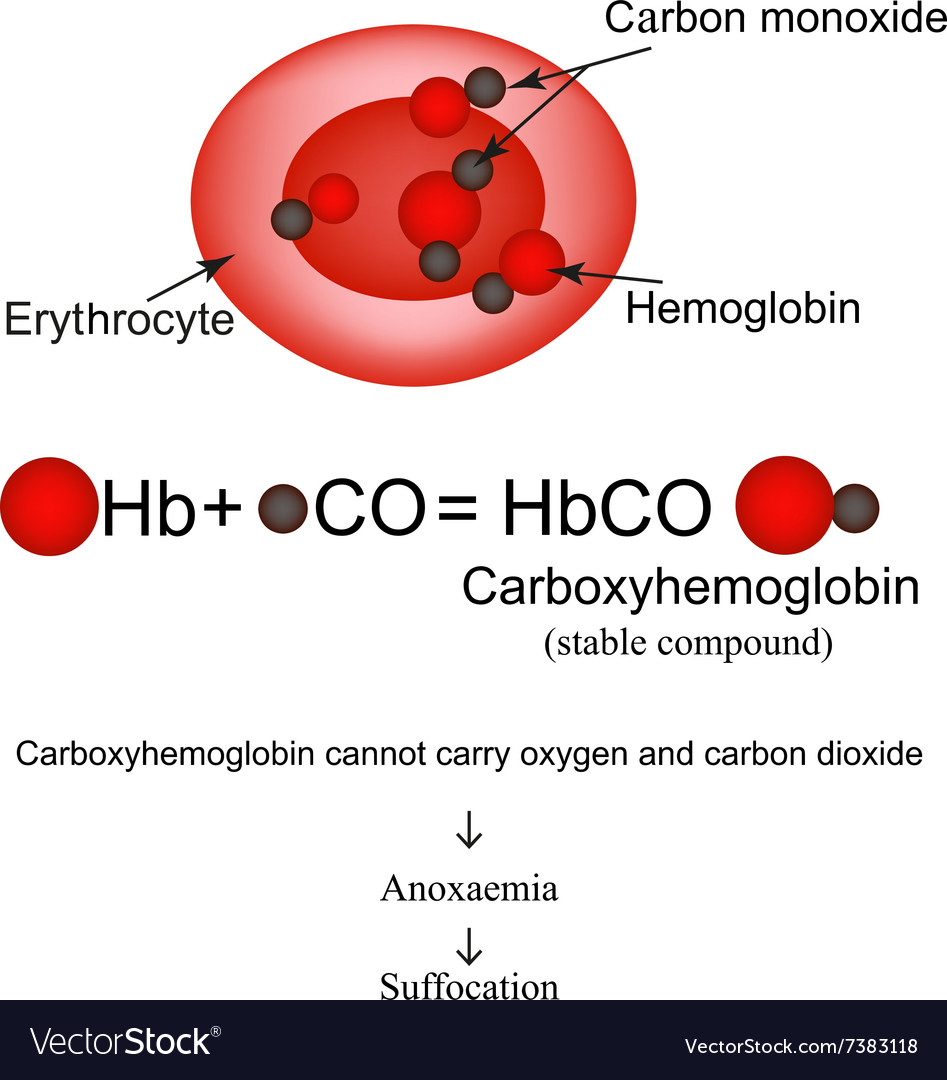 Carbon monoxide
Erythrocyte
Hemoglobin
Hb + CO = HbCO
Carboxyhemoglobin
(stable compound)
Carboxyhemoglobin cannot carry oxygen and carbon dioxide
↓
Anoxaemia
↓
Suffocation
VectorStock®
VectorStock.com/7383118